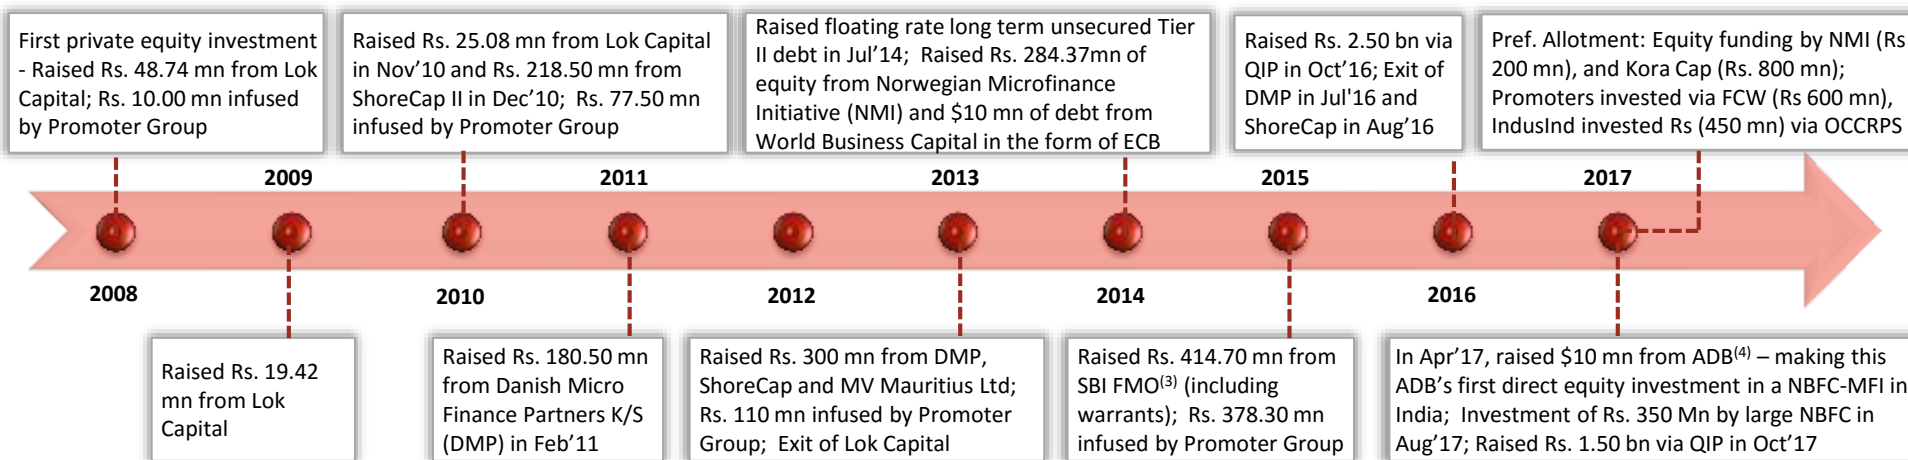 First private equity investment
- Raised Rs. 48.74 mn from Lok
Capital; Rs. 10.00 mn infused
by Promoter Group
Raised Rs. 25.08 mn from Lok Capital
in Nov’10 and Rs. 218.50 mn from
ShoreCap II in Dec’10; Rs. 77.50 mn
infused by Promoter Group
Raised floating rate long term unsecured Tier
II debt in Jul’14; Raised Rs. 284.37mn of
equity from Norwegian Microfinance
Initiative (NMI) and $10 mn of debt from
World Business Capital in the form of ECB
Raised Rs. 2.50 bn via
QIP in Oct’16; Exit of
DMP in Jul'16 and
ShoreCap in Aug’16
Pref. Allotment: Equity funding by NMI (Rs
200 mn), and Kora Cap (Rs. 800 mn);
Promoters invested via FCW (Rs 600 mn),
IndusInd invested Rs (450 mn) via OCCRPS
2009
2011
2013
2015
2017
2008
2010
2012
2014
2016
Raised Rs. 19.42
mn from Lok
Capital
Raised Rs. 180.50 mn
from Danish Micro
Finance Partners K/S
(DMP) in Feb’11
Raised Rs. 300 mn from DMP,
ShoreCap and MV Mauritius Ltd;
Rs. 110 mn infused by Promoter
Group; Exit of Lok Capital
Raised Rs. 414.70 mn from
SBI FMO(3) (including
warrants); Rs. 378.30 mn
infused by Promoter Group
In Apr’17, raised $10 mn from ADB(4) – making this
ADB’s first direct equity investment in a NBFC-MFI in
India; Investment of Rs. 350 Mn by large NBFC in
Aug’17; Raised Rs. 1.50 bn via QIP in Oct’17